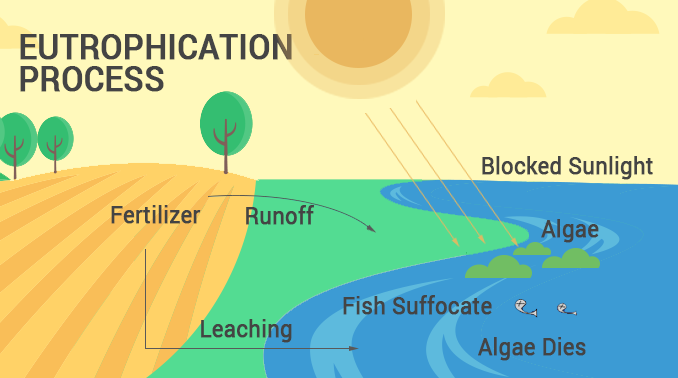 EUTROPHICATION
PROCESS
Blocked Sunlight
Fertilizer
Runoff
Algae
Fish Suffocate
Leaching
Algae Dies